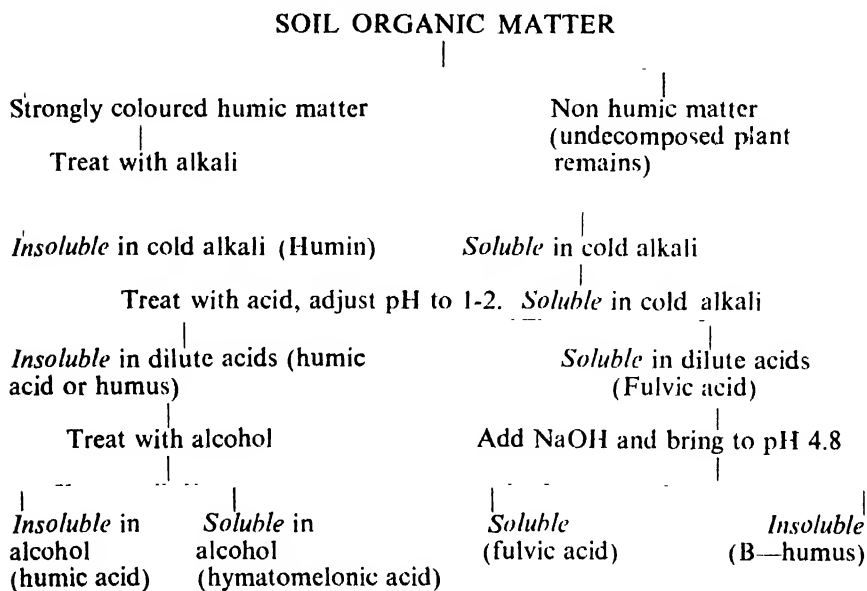 SOIL ORGANIC MATTER
Strongly coloured humic matter
Non humic matter
(undecomposed plant
remains)
Treat with alkali
Insoluble in cold alkali (Humin)
Soluble in cold alkali
Treat with acid, adjust pH to 1-2. Soluble in cold alkali
Insoluble in dilute acids (humic
acid or humus)
Soluble in dilute acids
(Fulvic acid)
Treat with alcohol
Add NaOH and bring to pH 4.8
Insoluble in
alcohol
(humic acid)
Soluble in
alcohol
(hymatomelonic acid)
Soluble
(fulvic acid)
Insoluble
(B—humus)